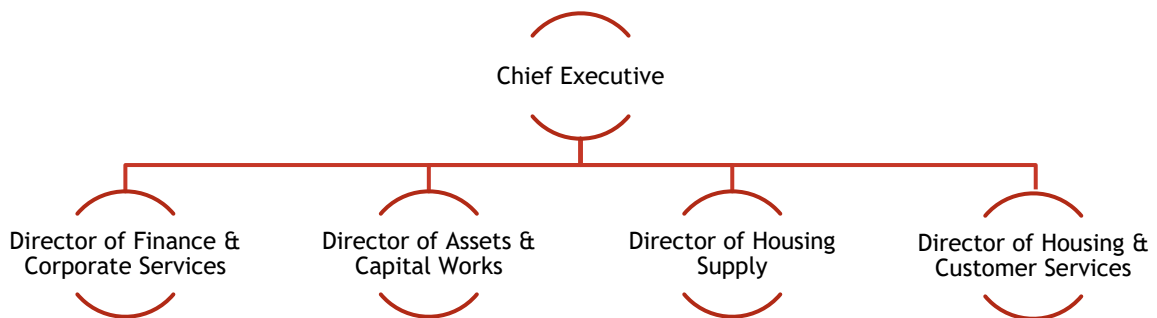 Chief Executive
Director of Finance &
Corporate Services
Director of Assets &
Capital Works
Director of Housing
Supply
Director of Housing &
Customer Services